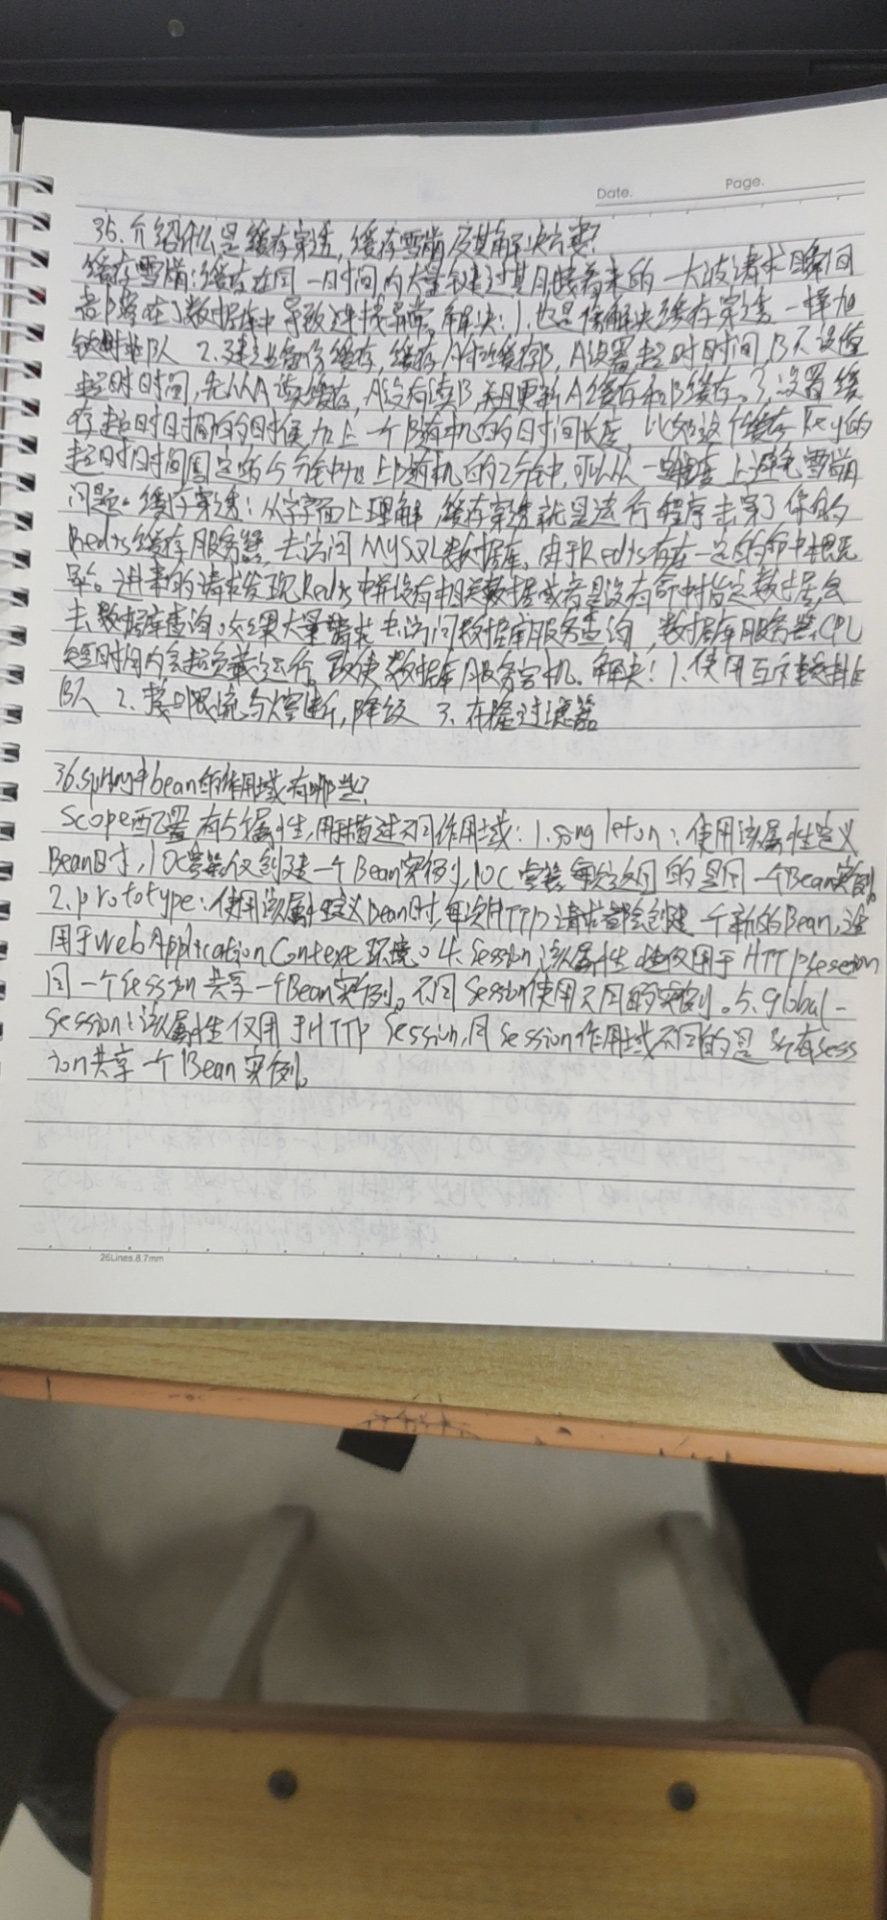 Date.
Page.
35.介绍什么是缓存穿透,缓存雪崩及其解决方案?
缓存雪崩:缓存在同一时间内大量键过期接着来的一大波请求瞬间
都落在了数据库中导致连接异常。解决:1.也是像解决缓存穿透一样加
锁排队 2.建立备份缓存,缓存A和缓存B,A设置超时时间,B不设值
超时时间,先从A读缓存,A没有读B,并且更新A缓存和B缓存。3.设置缓
存超时时间的时候加上一个随机的时间长度,比如这个缓存key的
超时时间固定的5分钟加上随机的2分钟,可以从一定程度上避免雪崩
问题。缓存穿透:从字面上理解,缓存穿透就是运行程序击穿了你的
Redis缓存服务器,去访问MySQL数据库。由于Redis存在一定的命中概
率。进来的请求发现Redis中并没有相关数据或者是没有命中指定数据,会
去数据库查询。如果大量请求去访问数据库服务查询,数据库服务器CPU
短时间内会超负载运行。致使数据库服务宕机。解决:1.使用互斥锁排
队 2.接口限流与熔断,降级 3.布隆过滤器
36.spring中bean的作用域有哪些?
Scope配置有5个属性,用于描述不同作用域:1.singleton:使用该属性定义
Bean时,IOC容器仅创建一个Bean实例,IOC容器每次返回的是同一个Bean实例。
2.prototype:使用该属性定义Bean时,每次HTTP请求都会创建一个新的Bean,适
用于WebApplicationContext环境。4.Session:该属性仅用于HTTPsession
同一个session共享一个Bean实例。不同Session使用不同的实例。5.global-
session:该属性仅用于HTTP Session,同session作用域不同的是所有sess
ion共享一个Bean实例。
26Lines.8.7mm